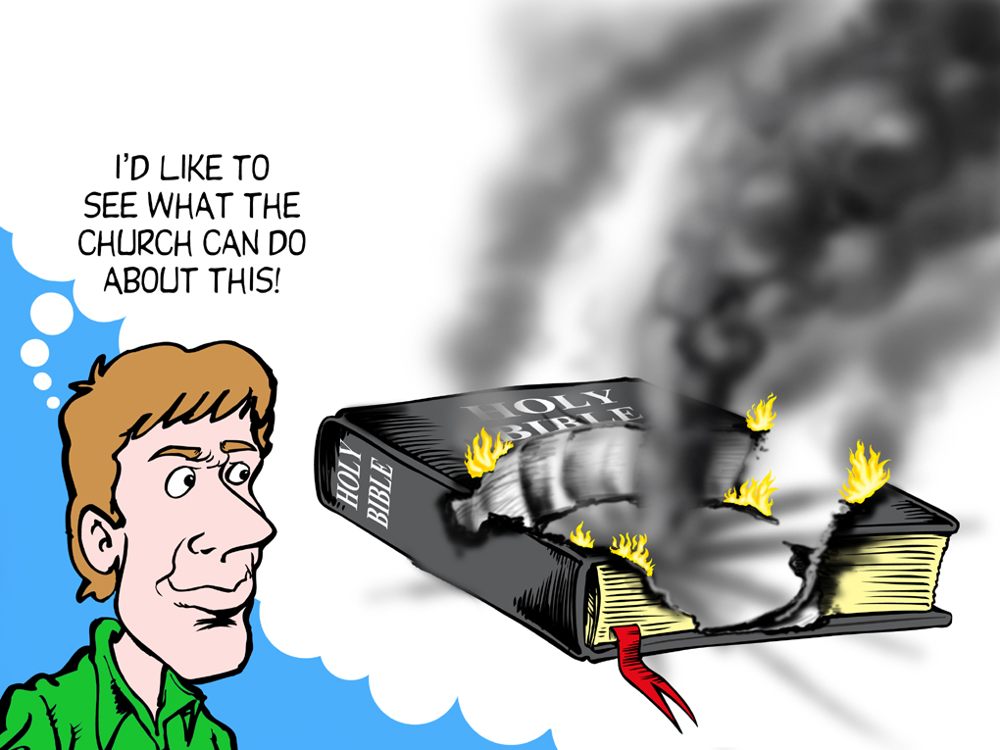 I'D LIKE TO
SEE WHAT THE
CHURCH CAN DO
ABOUT THIS!
HOLY
BIBLE
HOLY
BIBLE